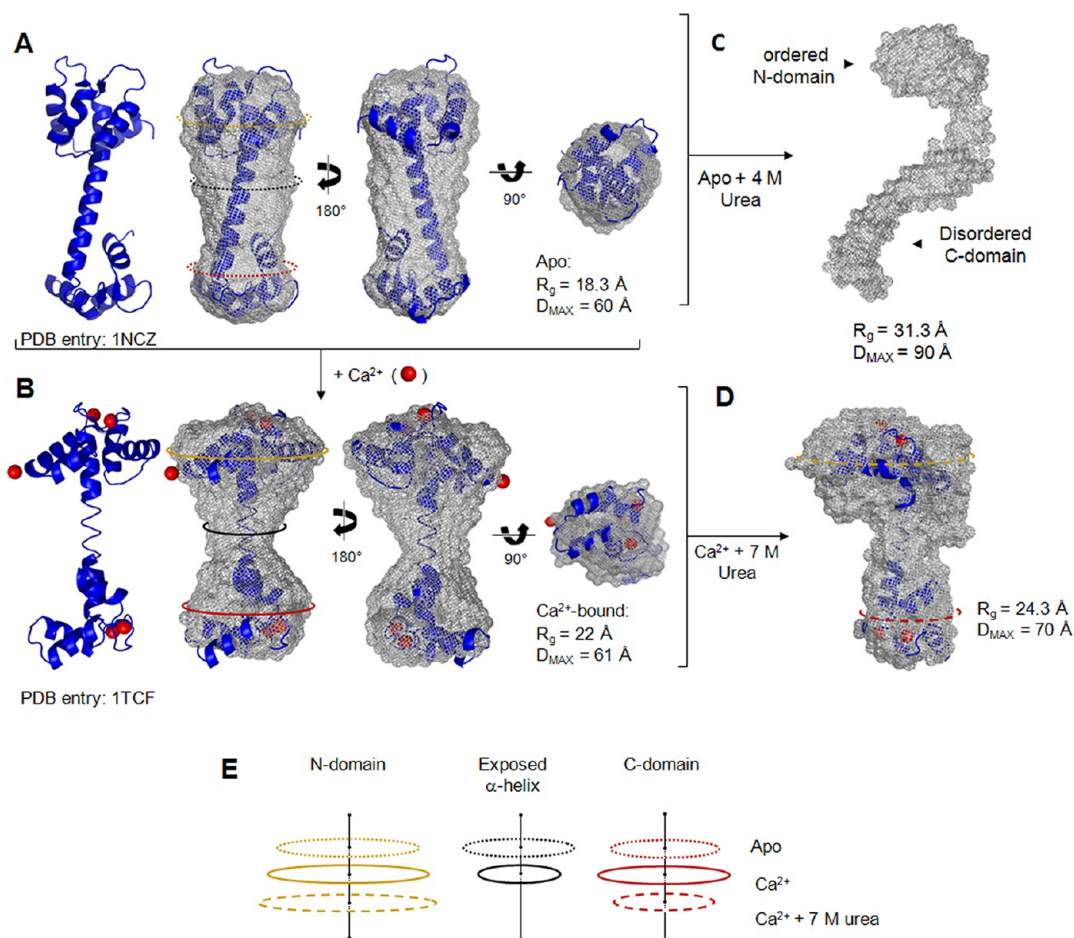 A
C
ordered
N-domain
180°
90°
Apo + 4 M
Urea
Disordered
C-domain
Apo:
Rg = 18.3 Å
DMAX = 60 Å
PDB entry: 1NCZ
Rg = 31.3 Å
DMAX = 90 Å
+ Ca²⁺ ( )
B
D
180°
90°
Ca²⁺ + 7 M
Urea
Ca²⁺-bound:
Rg = 22 Å
DMAX = 61 Å
Rg = 24.3 Å
DMAX = 70 Å
PDB entry: 1TCF
E
N-domain
Exposed
α-helix
C-domain
Apo
Ca²⁺
Ca²⁺ + 7 M urea